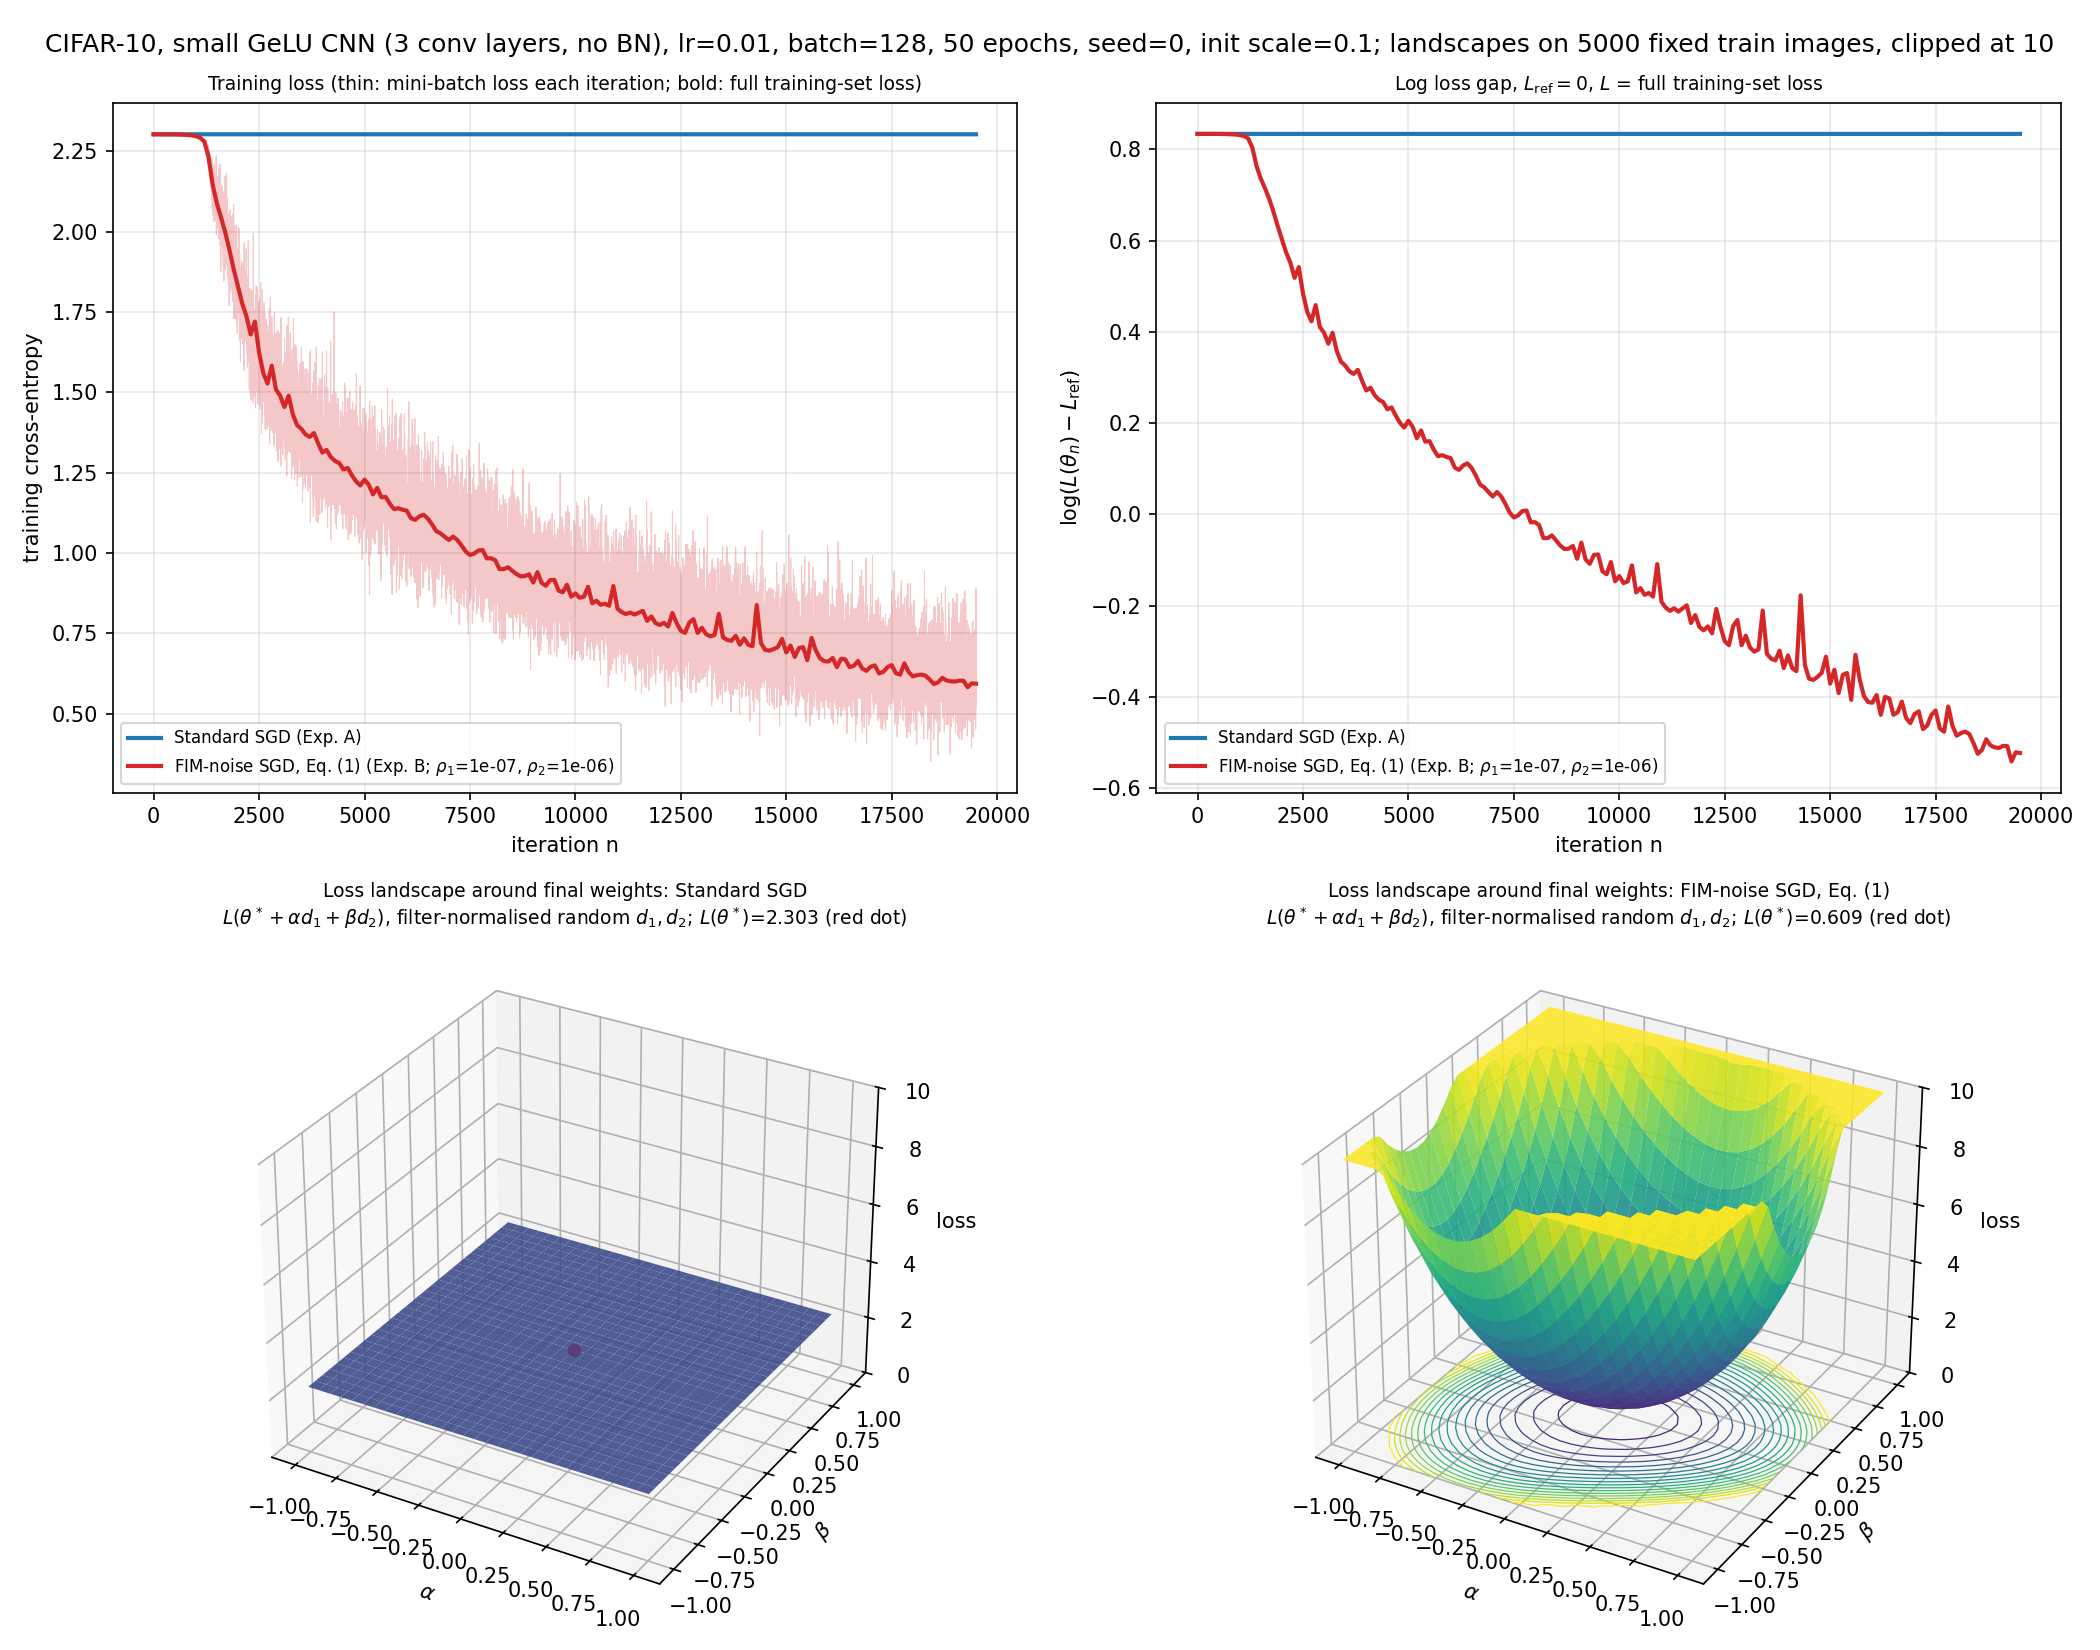 CIFAR-10, small GeLU CNN (3 conv layers, no BN), lr=0.01, batch=128, 50 epochs, seed=0, init scale=0.1; landscapes on 5000 fixed train images, clipped at 10
Training loss (thin: mini-batch loss each iteration; bold: full training-set loss)
training cross-entropy
2.25
2.00
1.75
1.50
1.25
1.00
0.75
0.50
Standard SGD (Exp. A)
FIM-noise SGD, Eq. (1) (Exp. B; ρ₁=1e-07, ρ₂=1e-06)
0 2500 5000 7500 10000 12500 15000 17500 20000
iteration n
Log loss gap, L_ref = 0, L = full training-set loss
log(L(θₙ) − L_ref)
0.8
0.6
0.4
0.2
0.0
−0.2
−0.4
−0.6
Standard SGD (Exp. A)
FIM-noise SGD, Eq. (1) (Exp. B; ρ₁=1e-07, ρ₂=1e-06)
0 2500 5000 7500 10000 12500 15000 17500 20000
iteration n
Loss landscape around final weights: Standard SGD
L(θ* + αd₁ + βd₂), filter-normalised random d₁, d₂; L(θ*)=2.303 (red dot)
10
8
6
4
2
0
loss
−1.00 −0.75 −0.50 −0.25 0.00 0.25 0.50 0.75 1.00
α
1.00
0.75
0.50
0.25
0.00
−0.25
−0.50
−0.75
−1.00
β
Loss landscape around final weights: FIM-noise SGD, Eq. (1)
L(θ* + αd₁ + βd₂), filter-normalised random d₁, d₂; L(θ*)=0.609 (red dot)
10
8
6
4
2
0
loss
−1.00 −0.75 −0.50 −0.25 0.00 0.25 0.50 0.75 1.00
α
1.00
0.75
0.50
0.25
0.00
−0.25
−0.50
−0.75
−1.00
β